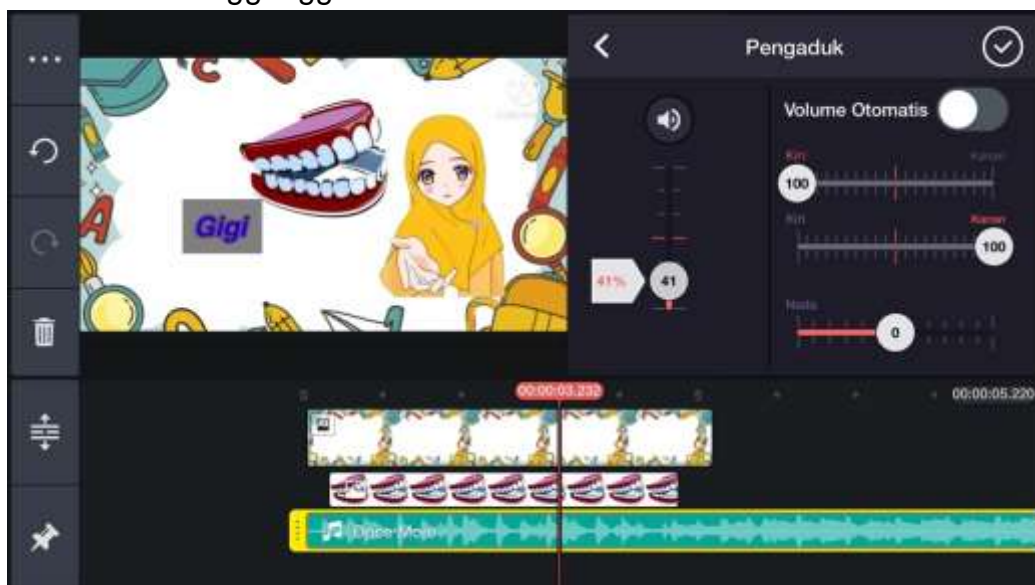 Pengaduk
Volume Otomatis
C
A
Gigi
Kiri
Kanan
100
Kiri
Kanan
100
41%
41
Nada
0
00:00:03.232
00:00:05.220